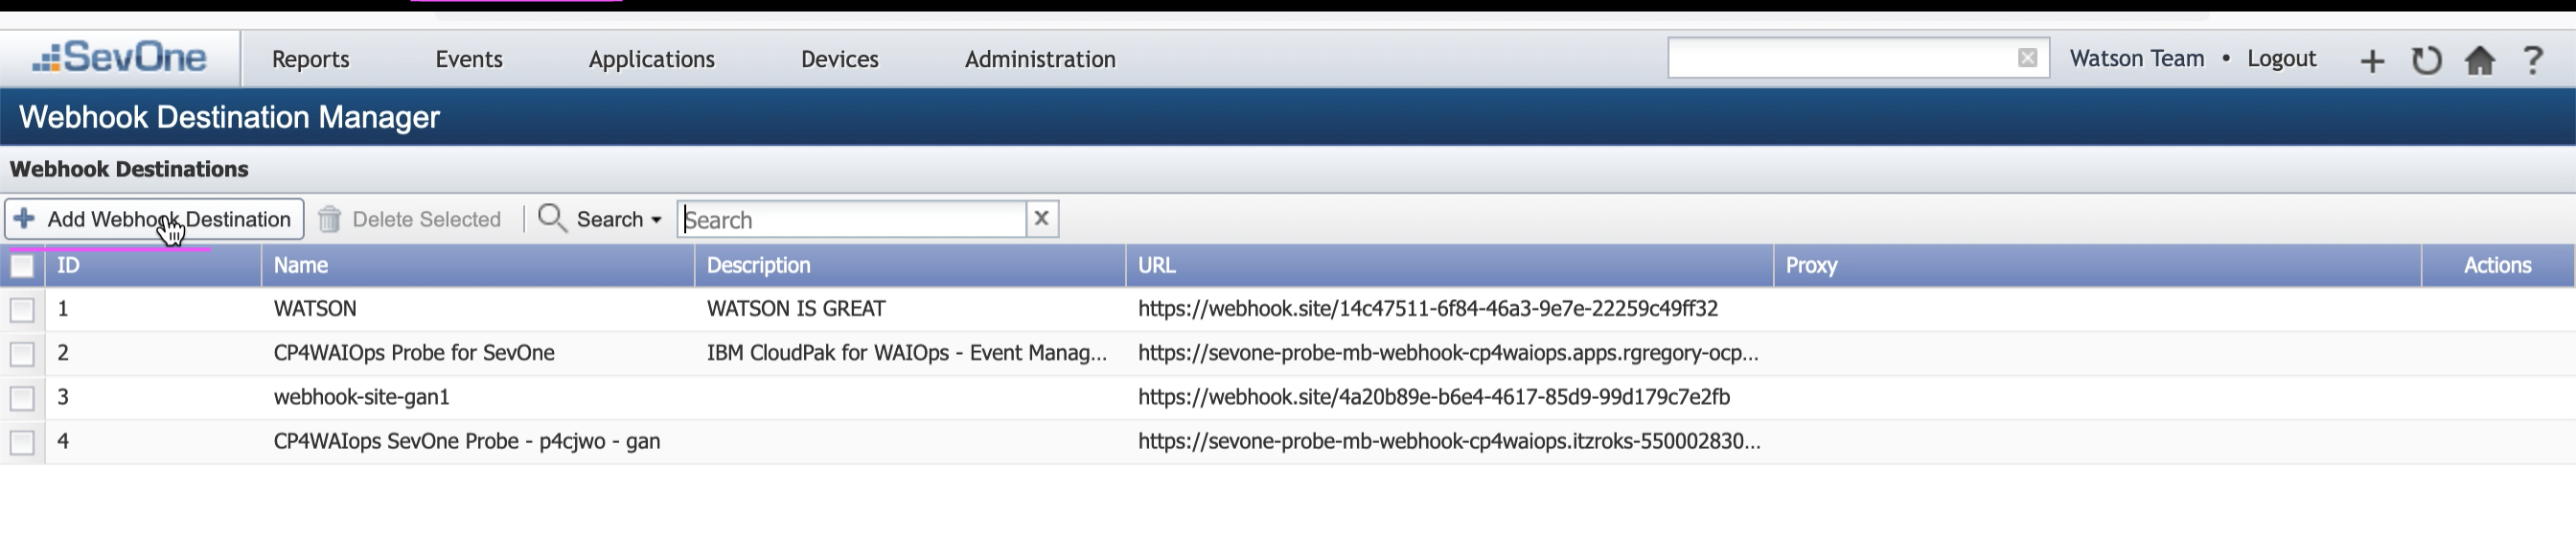 SevOne Reports Events Applications Devices Administration Watson Team • Logout + ?
Webhook Destination Manager
Webhook Destinations
+ Add Webhook Destination Delete Selected Search Search x
ID Name Description URL Proxy Actions
1 WATSON WATSON IS GREAT https://webhook.site/14c47511-6f84-46a3-9e7e-22259c49ff32
2 CP4WAIOps Probe for SevOne IBM CloudPak for WAIOps - Event Manag... https://sevone-probe-mb-webhook-cp4waiops.apps.rgregory-ocp...
3 webhook-site-gan1 https://webhook.site/4a20b89e-b6e4-4617-85d9-99d179c7e2fb
4 CP4WAIops SevOne Probe - p4cjwo - gan https://sevone-probe-mb-webhook-cp4waiops.itzroks-550002830...